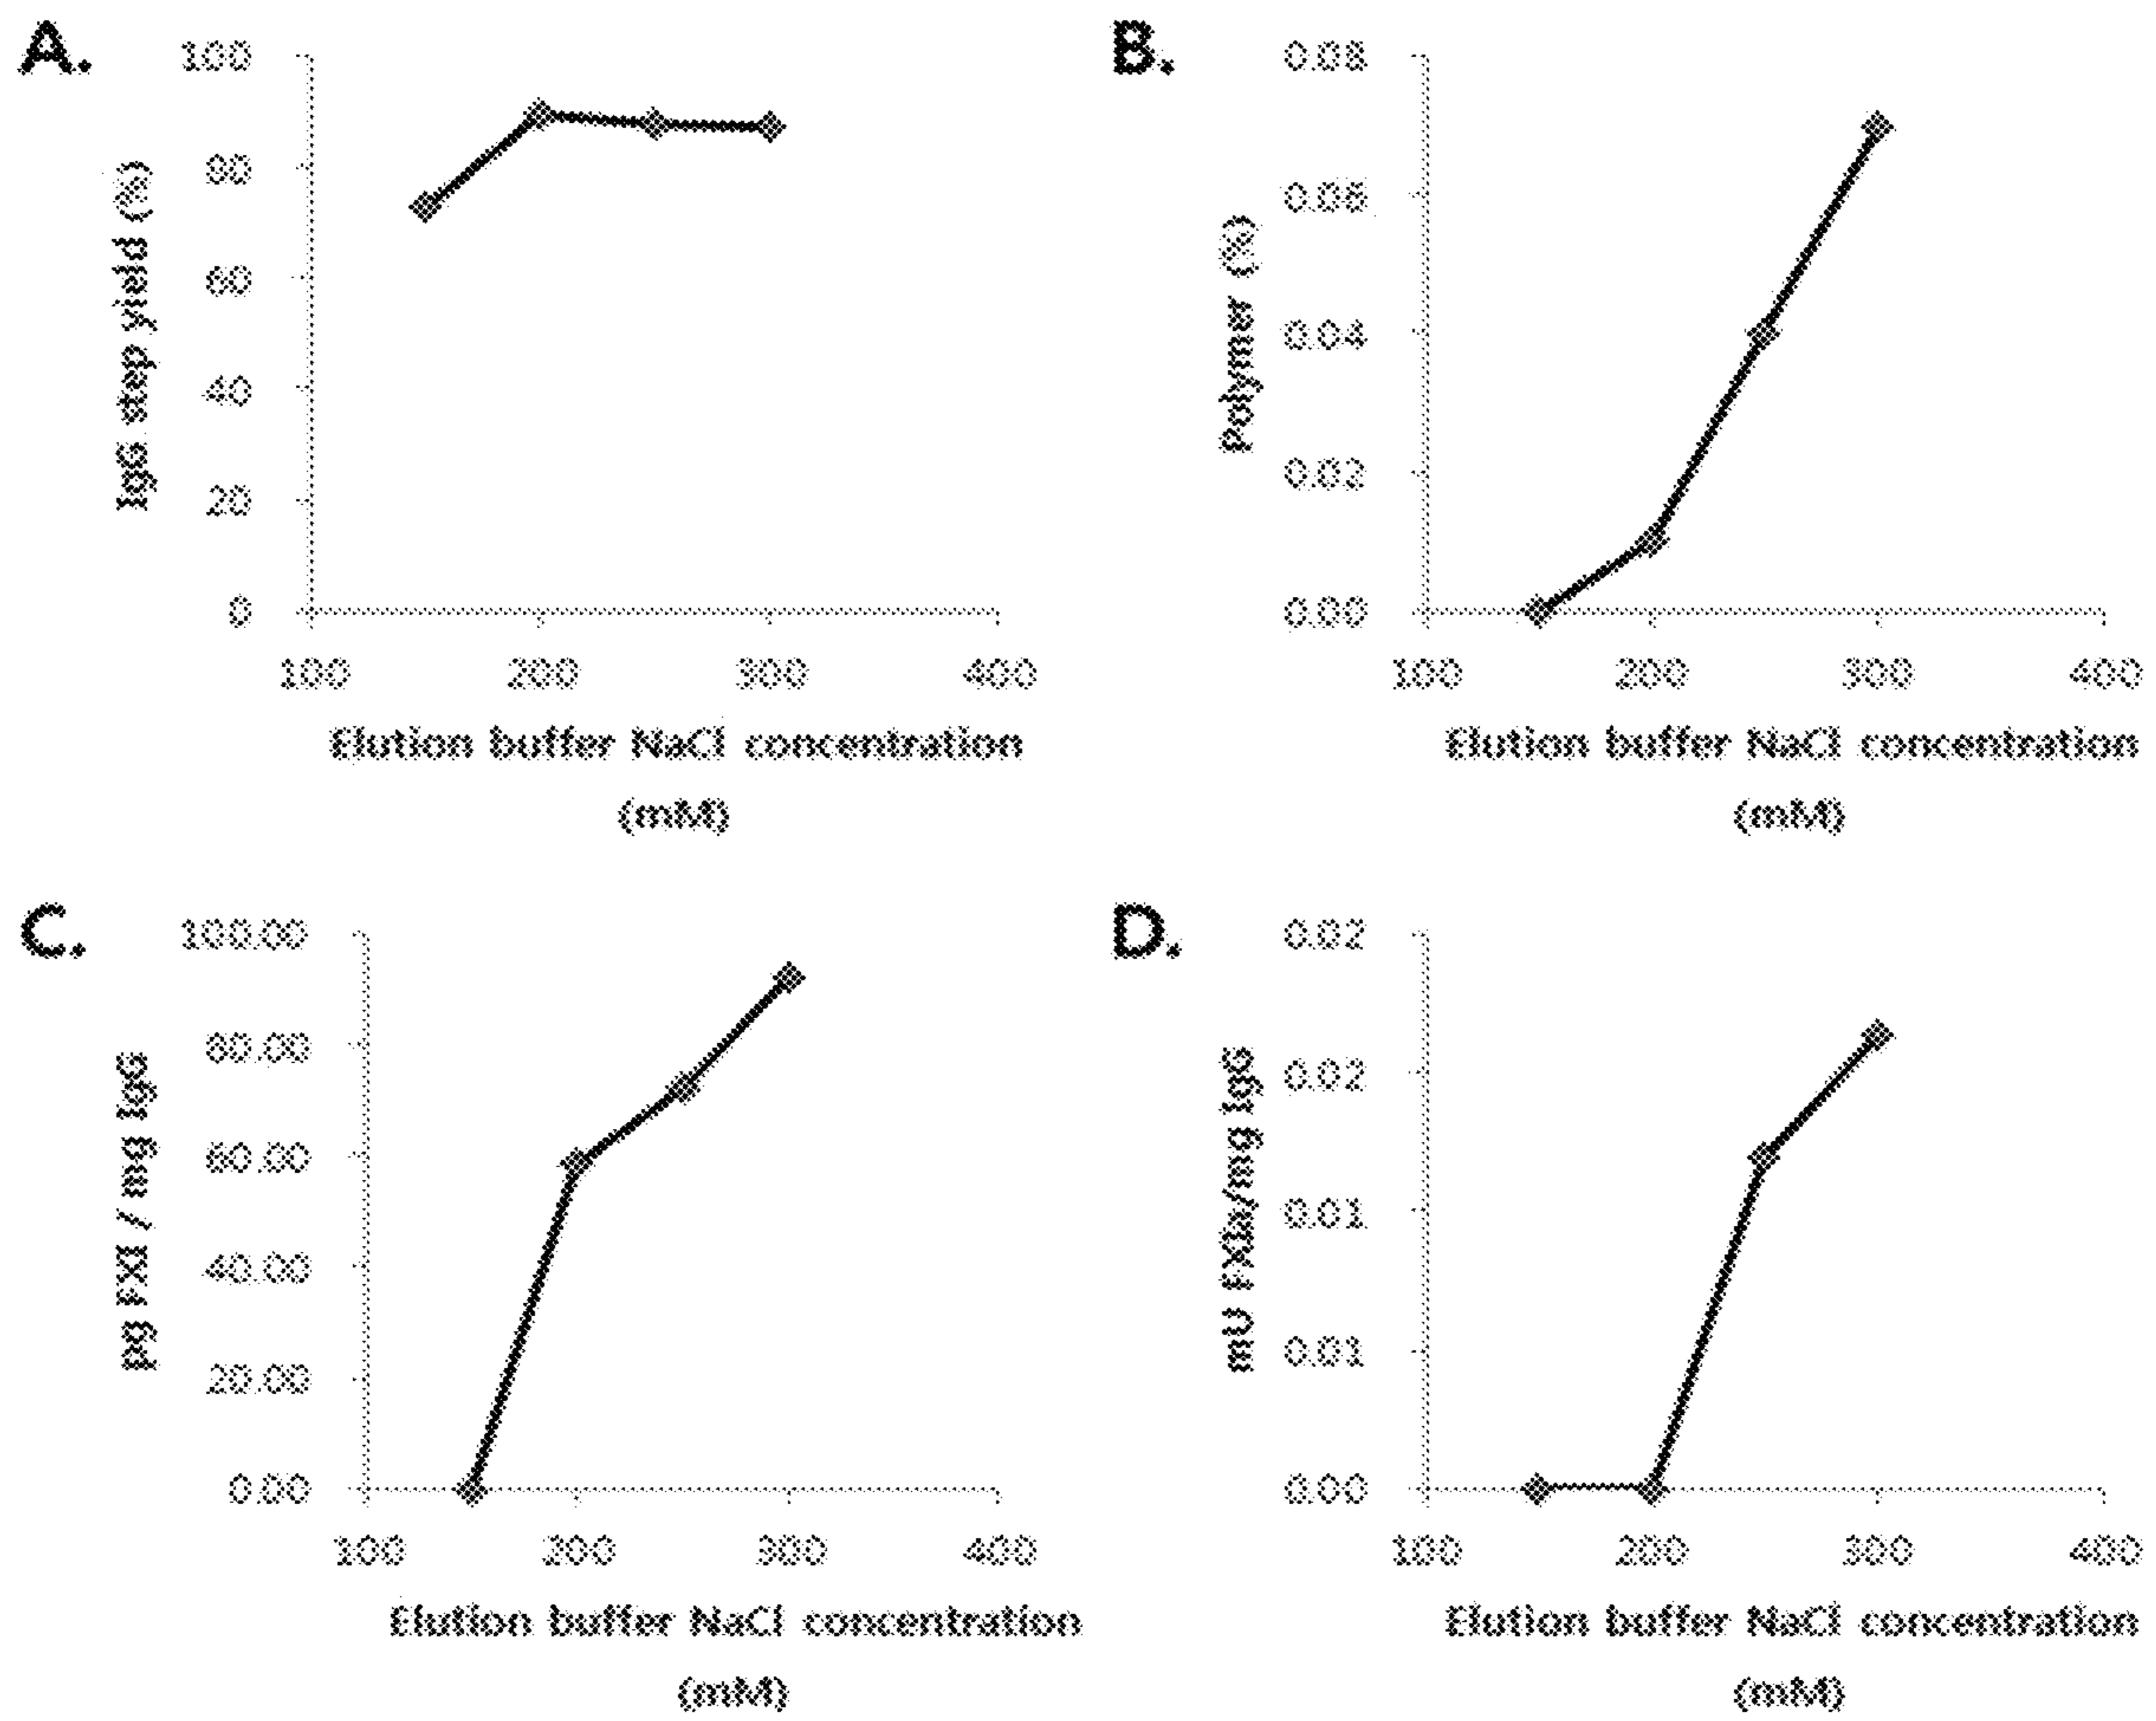 A.
100
80
60
40
20
0
IgG step yield (%)
100 200 300 400
Elution buffer NaCl concentration
(mM)
B.
0.08
0.06
0.04
0.02
0.00
Polymer (%)
100 200 300 400
Elution buffer NaCl concentration
(mM)
C.
100.00
80.00
60.00
40.00
20.00
0.00
pg FXI / mg IgG
100 200 300 400
Elution buffer NaCl concentration
(mM)
D.
0.02
0.02
0.01
0.01
0.00
mU FXIa/mg IgG
100 200 300 400
Elution buffer NaCl concentration
(mM)